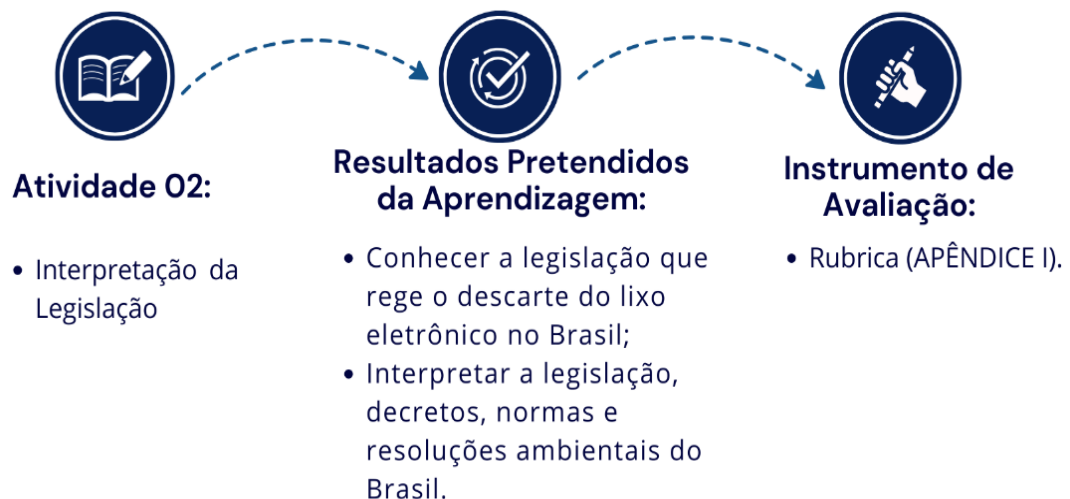 Atividade 02:
• Interpretação da
Legislação
Resultados Pretendidos
da Aprendizagem:
• Conhecer a legislação que
rege o descarte do lixo
eletrônico no Brasil;
• Interpretar a legislação,
decretos, normas e
resoluções ambientais do
Brasil.
Instrumento de
Avaliação:
• Rubrica (APÊNDICE I).